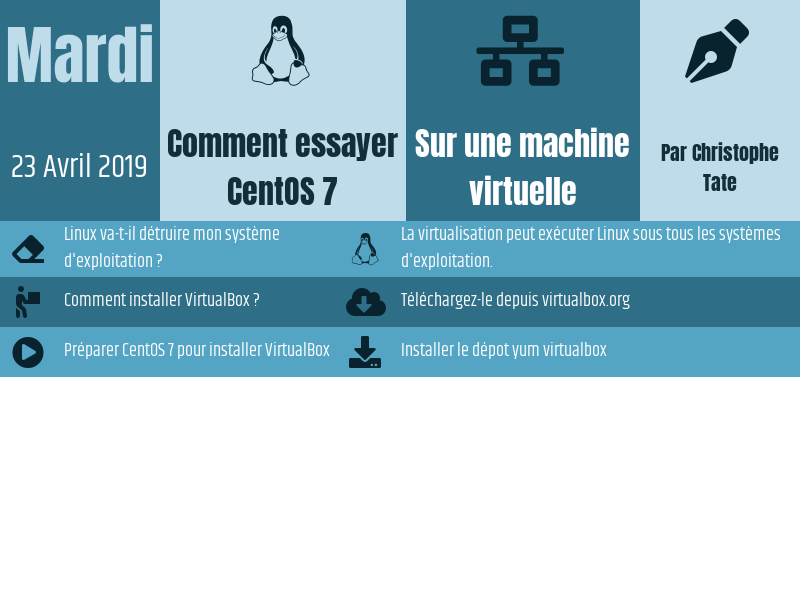 Mardi
23 Avril 2019
Comment essayer
CentOS 7
Sur une machine
virtuelle
Par Christophe
Tate
Linux va-t-il détruire mon système
d'exploitation ?
La virtualisation peut exécuter Linux sous tous les systèmes
d'exploitation.
Comment installer VirtualBox ?
Téléchargez-le depuis virtualbox.org
Préparer CentOS 7 pour installer VirtualBox
Installer le dépot yum virtualbox